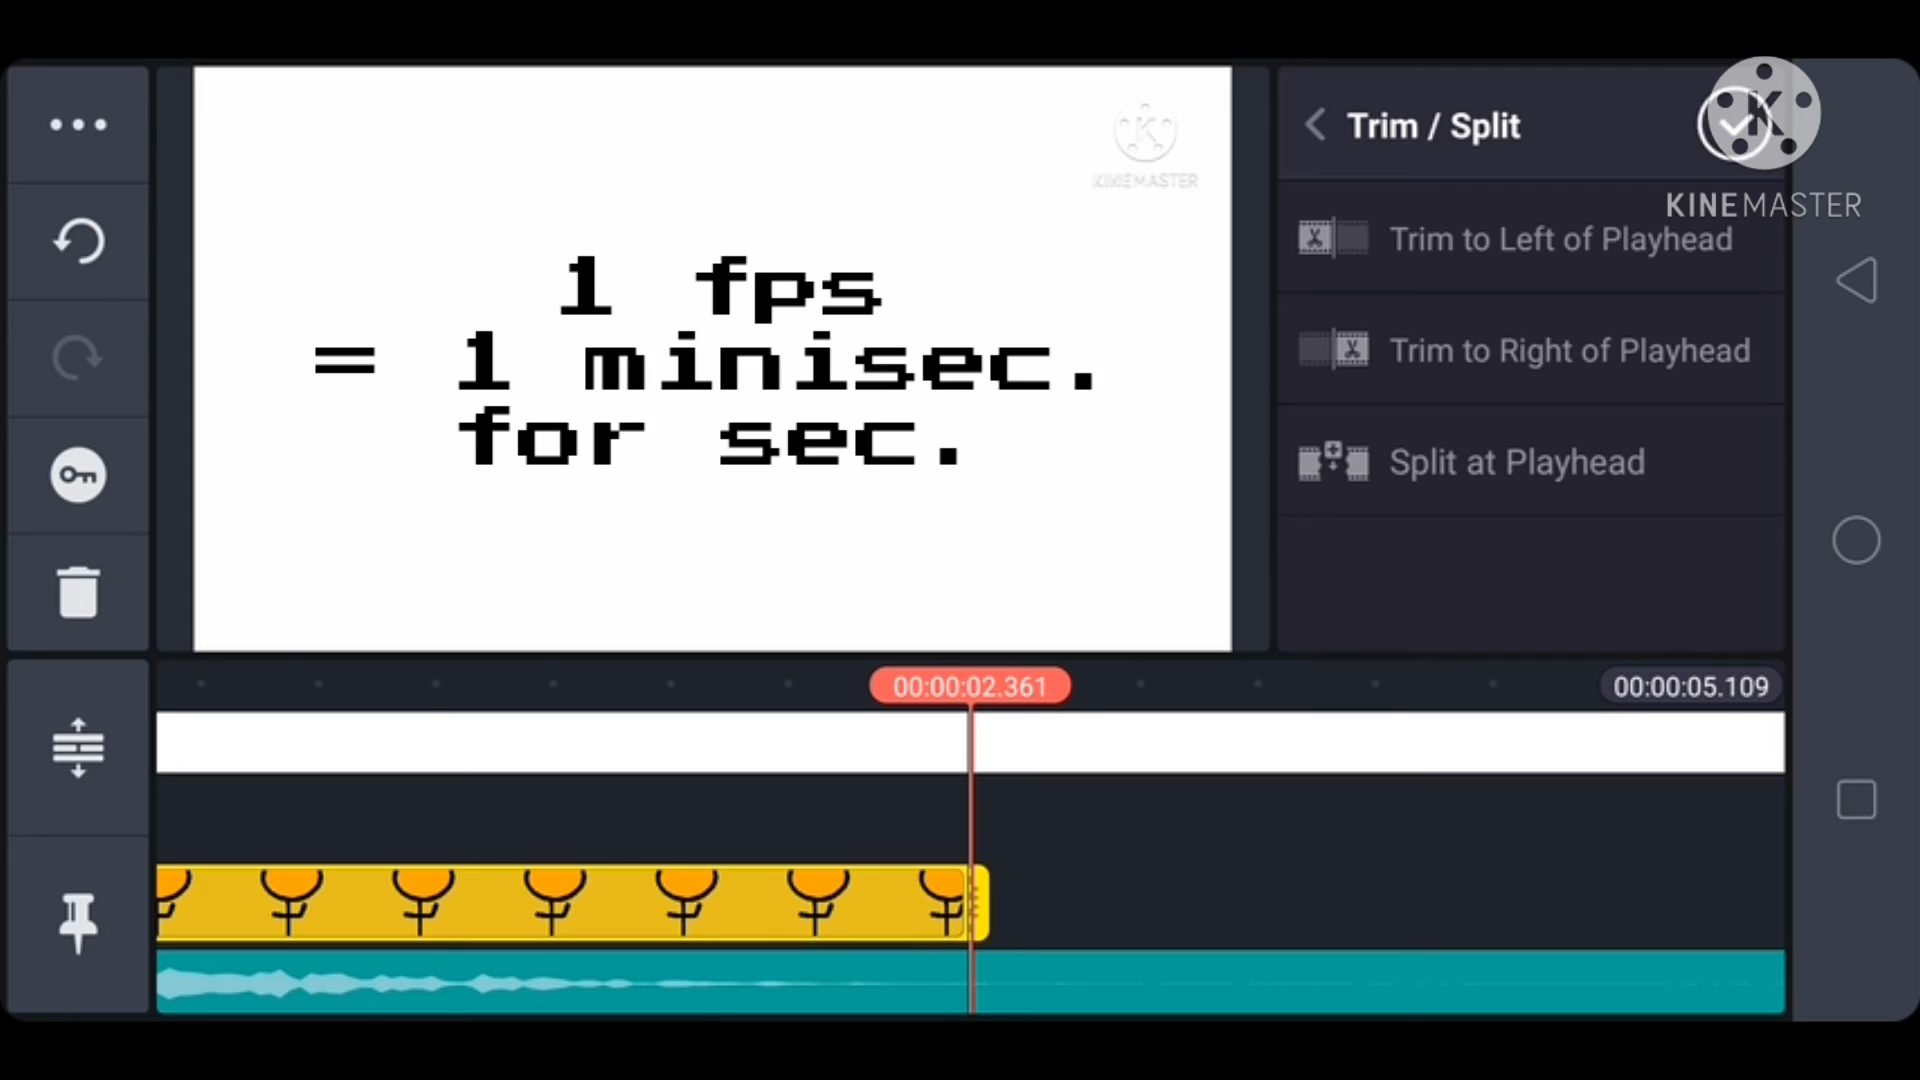 1 fps
= 1 minisec.
for sec.
KINEMASTER
Trim / Split
KINEMASTER
Trim to Left of Playhead
Trim to Right of Playhead
Split at Playhead
00:00:02.361
00:00:05.109